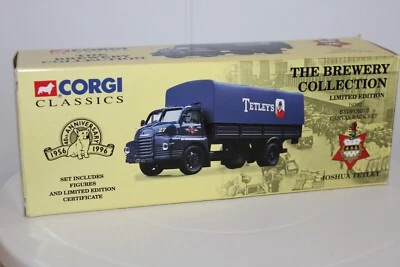 CORGI
CLASSICS
40th ANNIVERSARY
1956 1996
SET INCLUDES
FIGURES
AND LIMITED EDITION
CERTIFICATE
TETLEY'S
THE BREWERY
COLLECTION
LIMITED EDITION
JOSHUA TETLEY